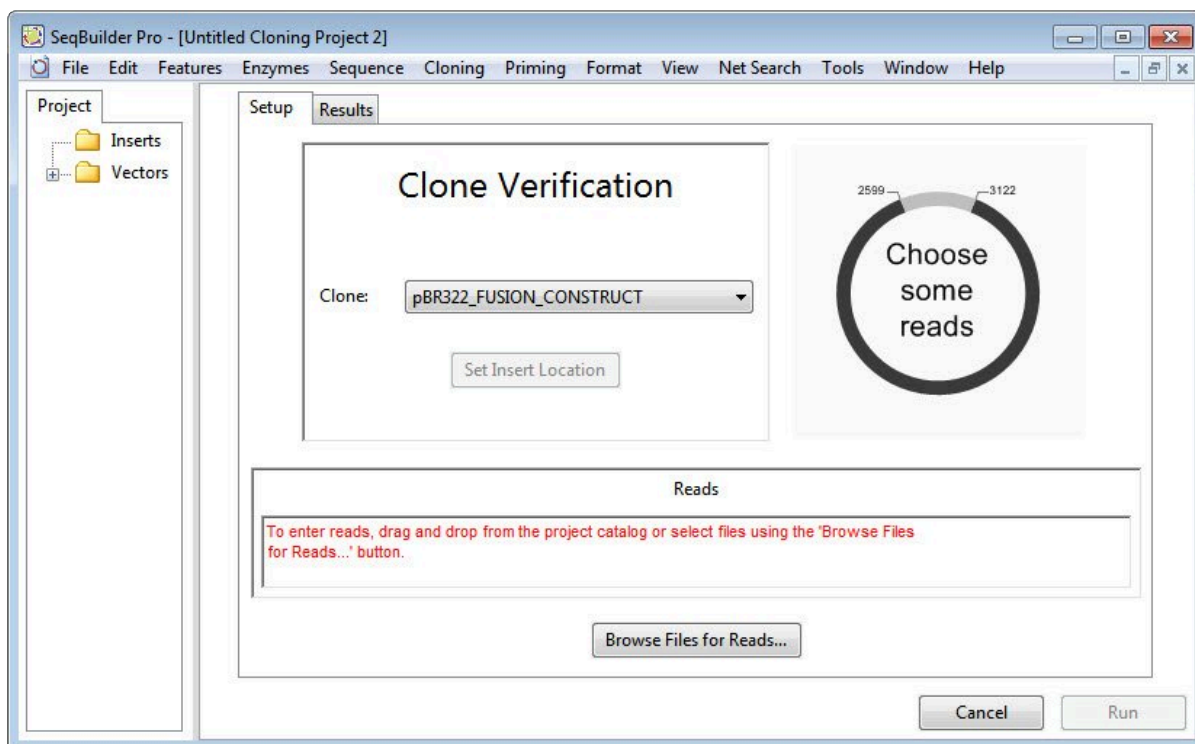 SeqBuilder Pro - [Untitled Cloning Project 2]
File Edit Features Enzymes Sequence Cloning Priming Format View Net Search Tools Window Help
Project
Inserts
Vectors
Setup Results
Clone Verification
Clone: pBR322_FUSION_CONSTRUCT
Set Insert Location
2599 3122
Choose
some
reads
Reads
To enter reads, drag and drop from the project catalog or select files using the 'Browse Files
for Reads...' button.
Browse Files for Reads...
Cancel Run